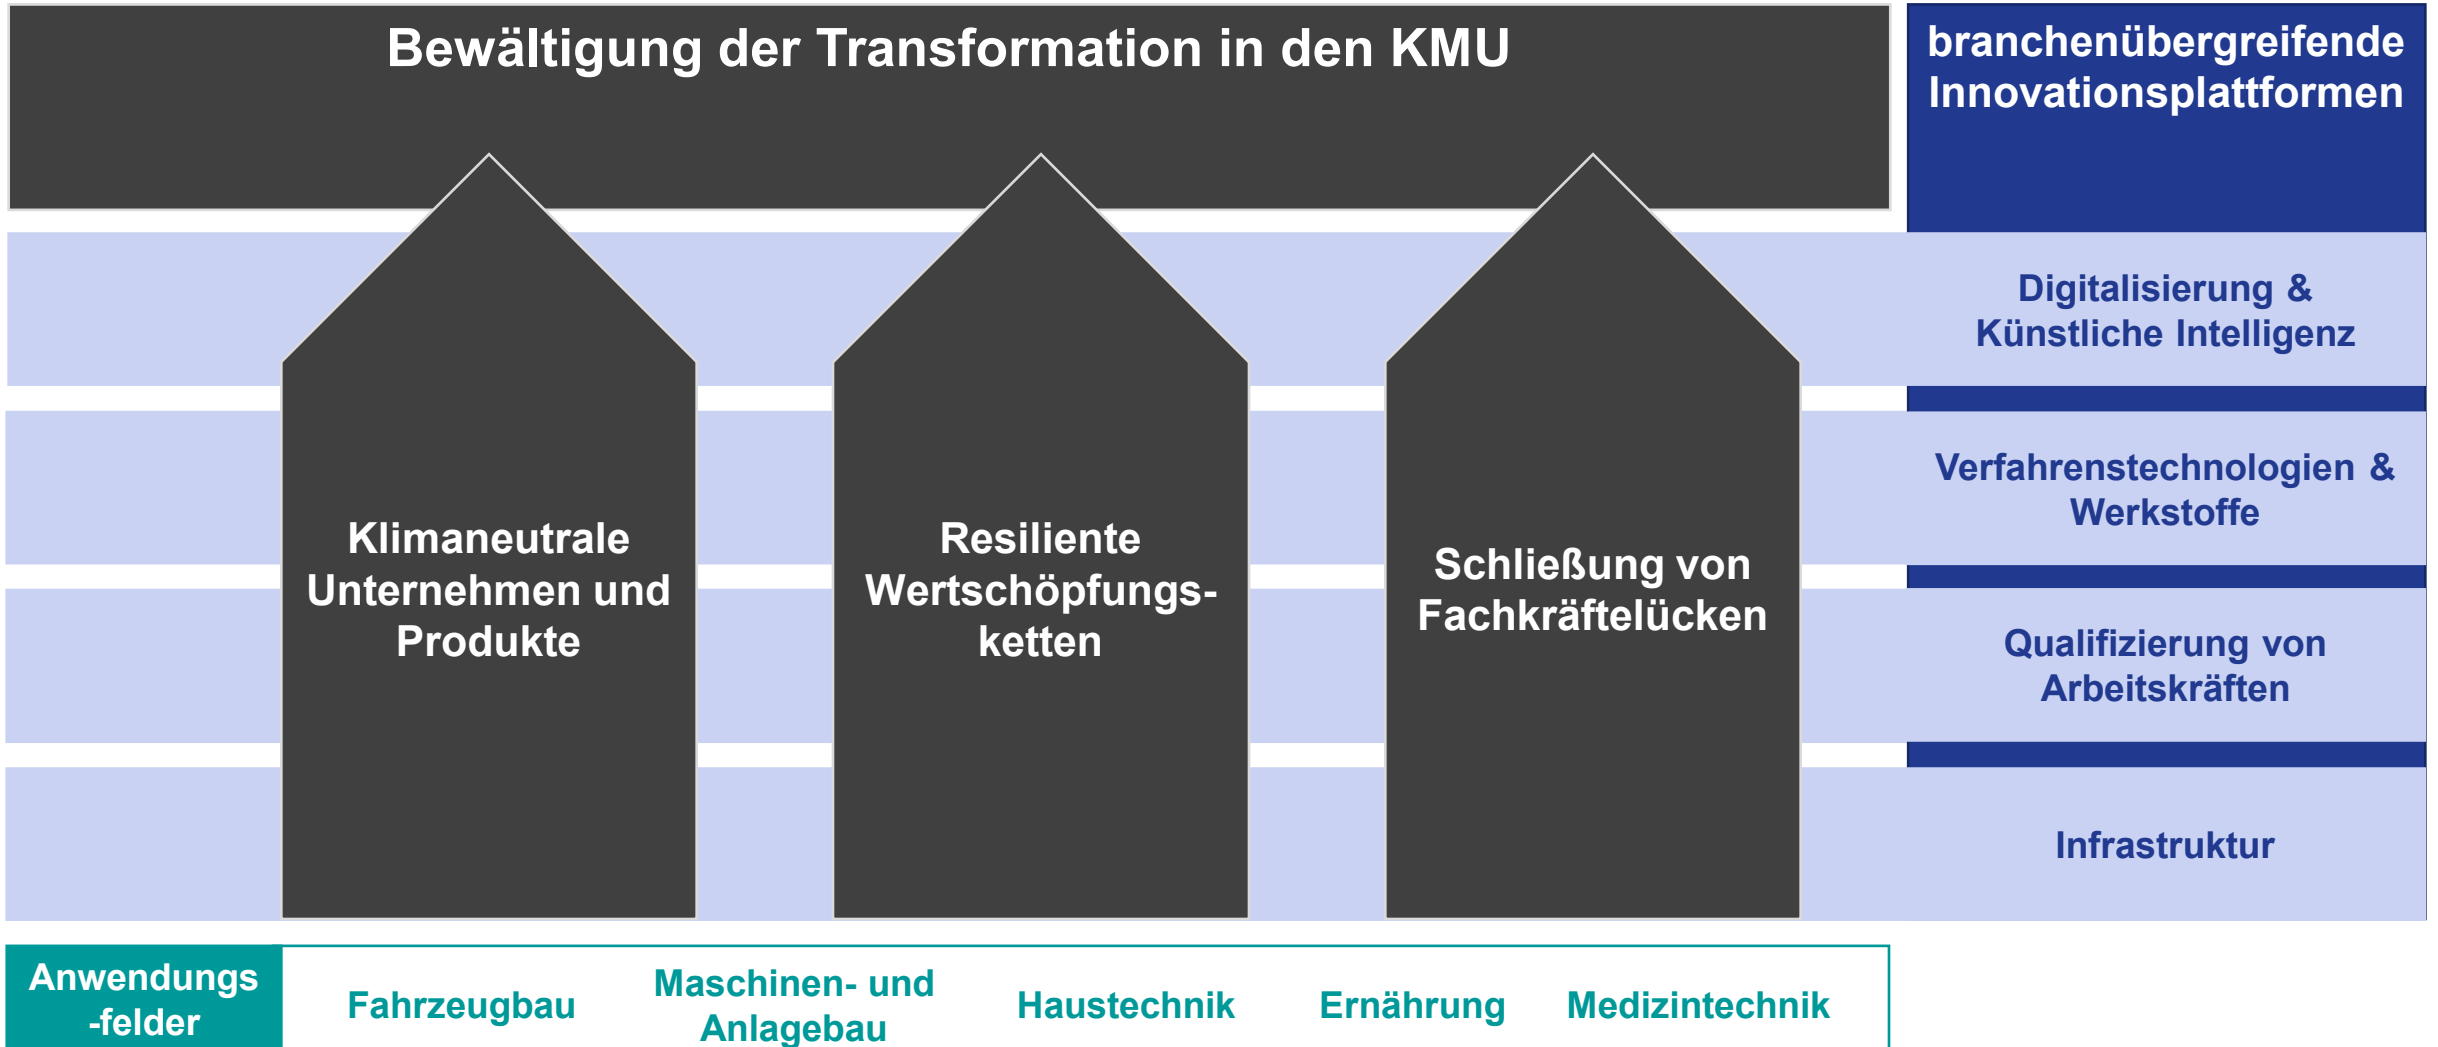 Bewältigung der Transformation in den KMU
branchenübergreifende
Innovationsplattformen
Digitalisierung &
Künstliche Intelligenz
Verfahrenstechnologien &
Werkstoffe
Qualifizierung von
Arbeitskräften
Infrastruktur
Klimaneutrale
Unternehmen und
Produkte
Resiliente
Wertschöpfungs-
ketten
Schließung von
Fachkräftelücken
Anwendungs
-felder
Fahrzeugbau
Maschinen- und
Anlagebau
Haustechnik
Ernährung
Medizintechnik